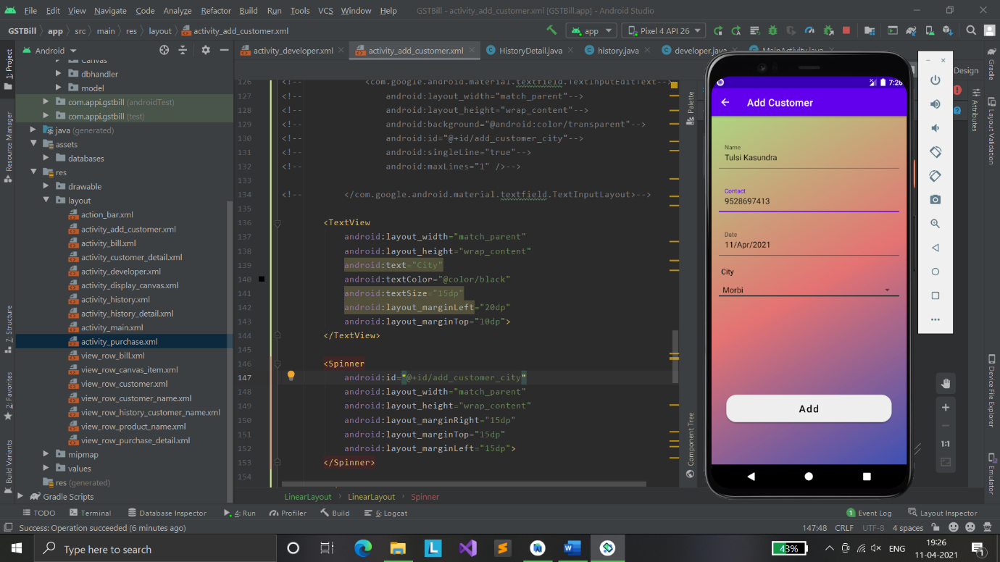 File Edit View Navigate Code Analyze Refactor Build Run Tools VCS Window Help GSTBill - activity_add_customer.xml [GSTBill.app] - Android Studio
GSTBill app src main res layout activity_add_customer.xml app Pixel 4 API 26
Android activity_developer.xml activity_add_customer.xml HistoryDetail.java history.java developer.java MainActivity.java
1: Project
Resource Manager
Z: Structure
2: Favorites
Build Variants
dbhandler
model
com.appi.gstbill (androidTest)
com.appi.gstbill (test)
java (generated)
assets
databases
res
drawable
layout
action_bar.xml
activity_add_customer.xml
activity_bill.xml
activity_customer_detail.xml
activity_developer.xml
activity_display_canvas.xml
activity_history.xml
activity_history_detail.xml
activity_main.xml
activity_purchase.xml
view_row_bill.xml
view_row_canvas_item.xml
view_row_customer.xml
view_row_customer_name.xml
view_row_history_customer_name.xml
view_row_product_name.xml
view_row_purchase_detail.xml
mipmap
values
res (generated)
Gradle Scripts
126 <!-- <com.google.android.material.textfield.TextInputEditText-->
127 <!-- android:layout_width="match_parent"-->
128 <!-- android:layout_height="wrap_content"-->
129 <!-- android:background="@android:color/transparent"-->
130 <!-- android:id="@+id/add_customer_city"-->
131 <!-- android:singleLine="true"-->
132 <!-- android:maxLines="1" />-->
133
134 <!-- </com.google.android.material.textfield.TextInputLayout>-->
135
136 <TextView
137 android:layout_width="match_parent"
138 android:layout_height="wrap_content"
139 android:text="City"
140 android:textColor="@color/black"
141 android:textSize="15dp"
142 android:layout_marginLeft="20dp"
143 android:layout_marginTop="10dp">
144 </TextView>
145
146 <Spinner
147 android:id="@+id/add_customer_city"
148 android:layout_width="match_parent"
149 android:layout_height="wrap_content"
150 android:layout_marginRight="15dp"
151 android:layout_marginTop="15dp"
152 android:layout_marginLeft="15dp">
153 </Spinner>
154
LinearLayout LinearLayout Spinner
Palette
Component Tree
7:26
Add Customer
Name
Tulsi Kasundra
Contact
9528697413
Date
11/Apr/2021
City
Morbi
Add
1:1
Design
Attributes
Gradle
Layout Validation
Device File Explorer
Emulator
TODO Terminal Database Inspector 4: Run Profiler Build 6: Logcat 1 Event Log Layout Inspector
Success: Operation succeeded (6 minutes ago) 147:48 CRLF UTF-8 4 spaces
Type here to search 43% ENG 19:26
11-04-2021 1